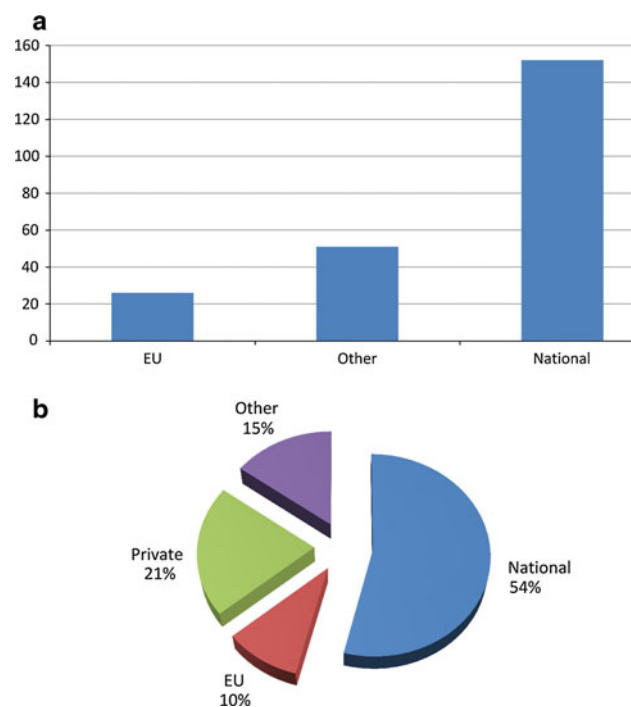 a
160
140
120
100
80
60
40
20
0
EU Other National
b
Other
15%
Private
21%
National
54%
EU
10%